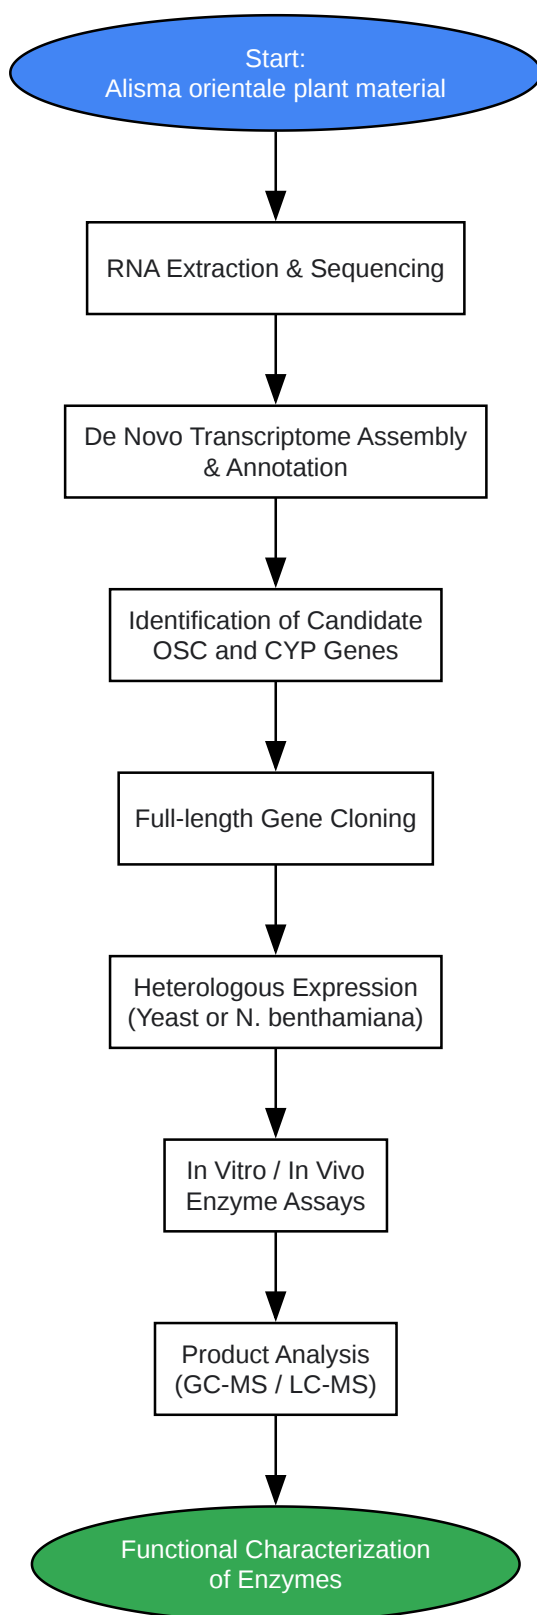 Start:
Alisma orientale plant material
RNA Extraction & Sequencing
De Novo Transcriptome Assembly
& Annotation
Identification of Candidate
OSC and CYP Genes
Full-length Gene Cloning
Heterologous Expression
(Yeast or N. benthamiana)
In Vitro / In Vivo
Enzyme Assays
Product Analysis
(GC-MS / LC-MS)
Functional Characterization
of Enzymes